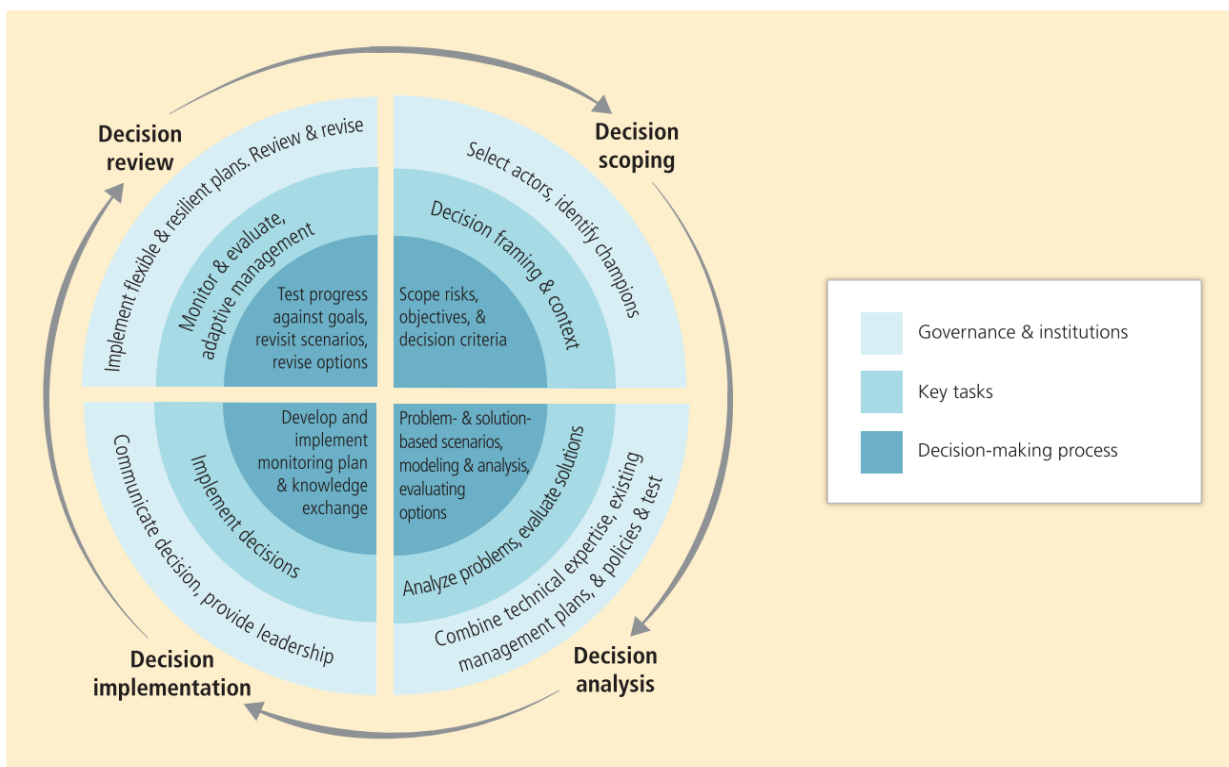 Decision
review
Decision
scoping
Implement flexible & resilient plans. Review & revise
Monitor & evaluate,
adaptive management
Test progress
against goals,
revisit scenarios,
revise options
Select actors, identify champions
Decision framing & context
Scope risks,
objectives, &
decision criteria
Develop and
implement
monitoring plan
& knowledge
exchange
Implement decisions
Communicate decision, provide leadership
Problem- & solution-
based scenarios,
modeling & analysis,
evaluating
options
Analyze problems, evaluate solutions
Combine technical expertise, existing
management plans, & policies & test
Decision
implementation
Decision
analysis
Governance & institutions
Key tasks
Decision-making process